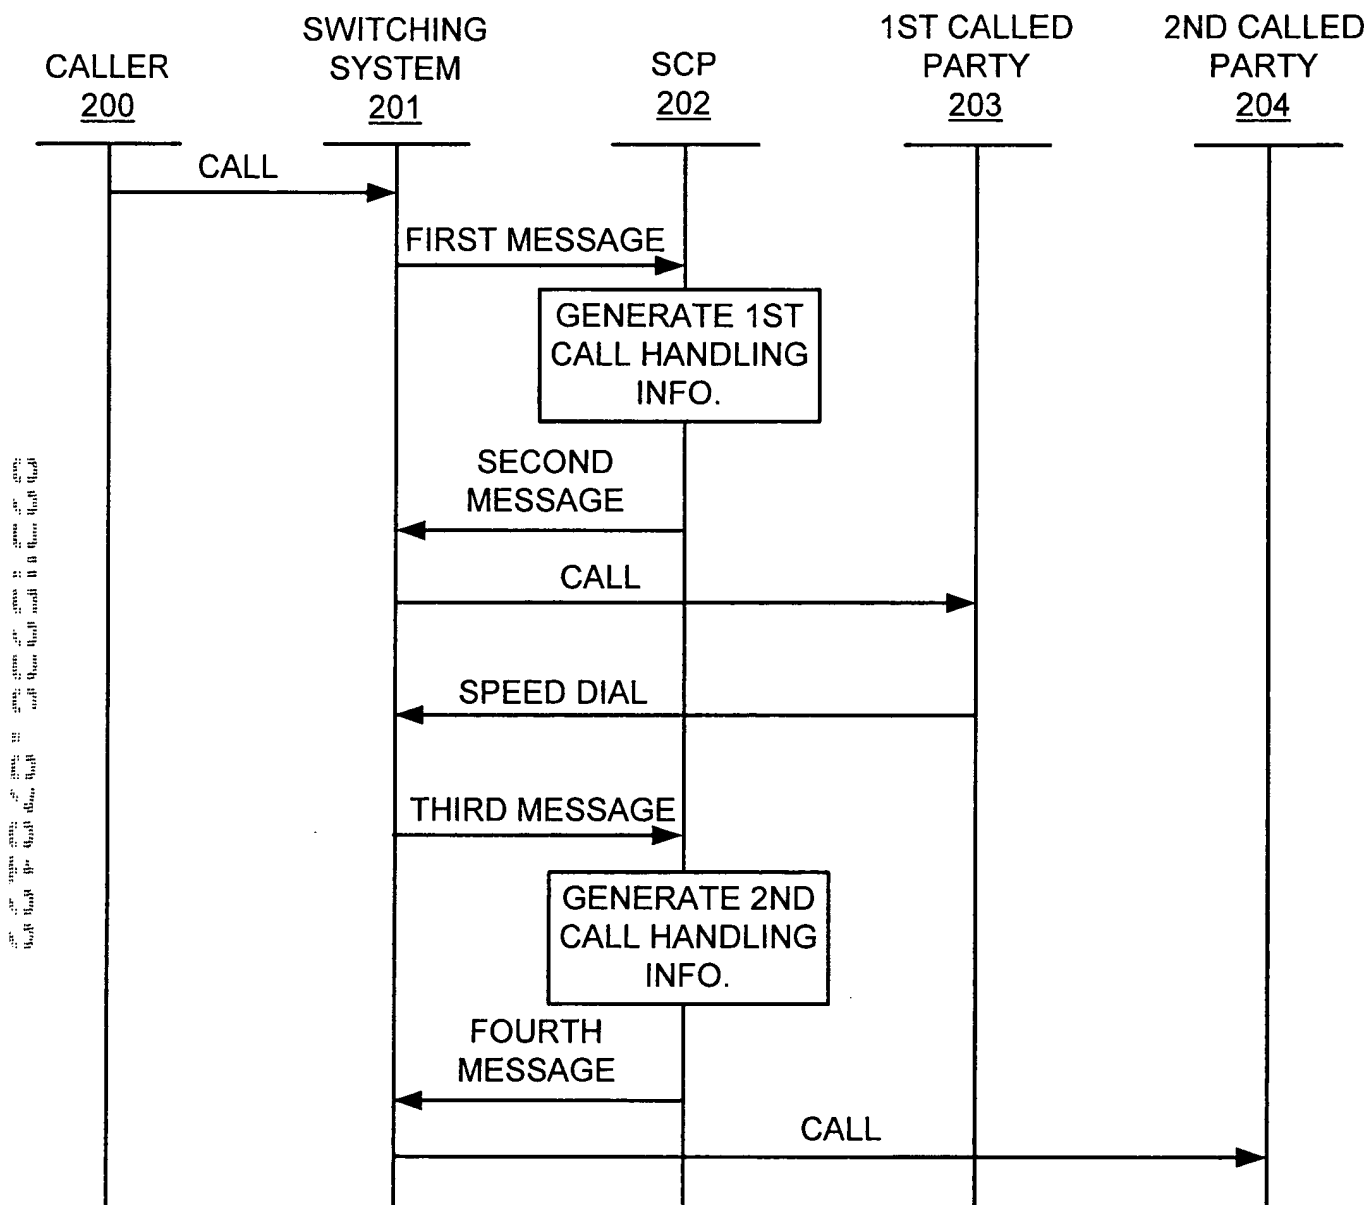 CALLER
200
SWITCHING
SYSTEM
201
SCP
202
1ST CALLED
PARTY
203
2ND CALLED
PARTY
204
CALL
FIRST MESSAGE
GENERATE 1ST
CALL HANDLING
INFO.
SECOND
MESSAGE
CALL
SPEED DIAL
THIRD MESSAGE
GENERATE 2ND
CALL HANDLING
INFO.
FOURTH
MESSAGE
CALL